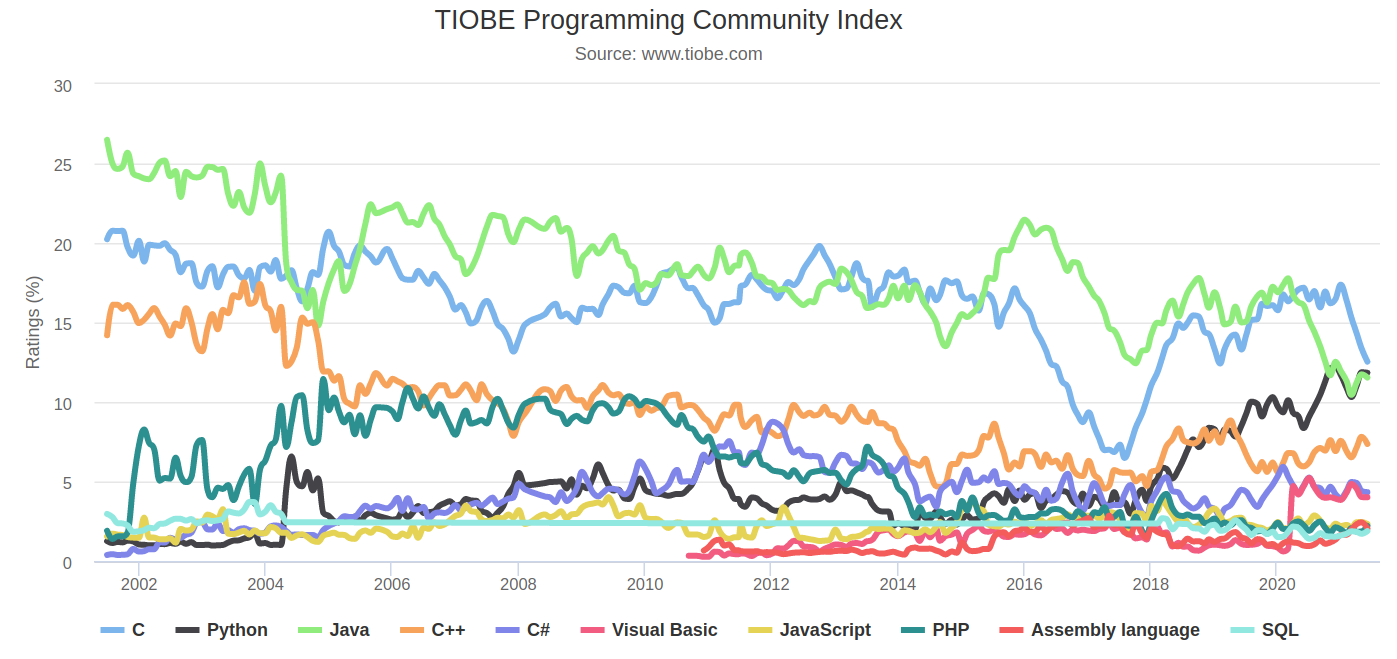 TIOBE Programming Community Index
Source: www.tiobe.com
Ratings (%)
30
25
20
15
10
5
0
2002 2004 2006 2008 2010 2012 2014 2016 2018 2020
C Python Java C++ C# Visual Basic JavaScript PHP Assembly language SQL